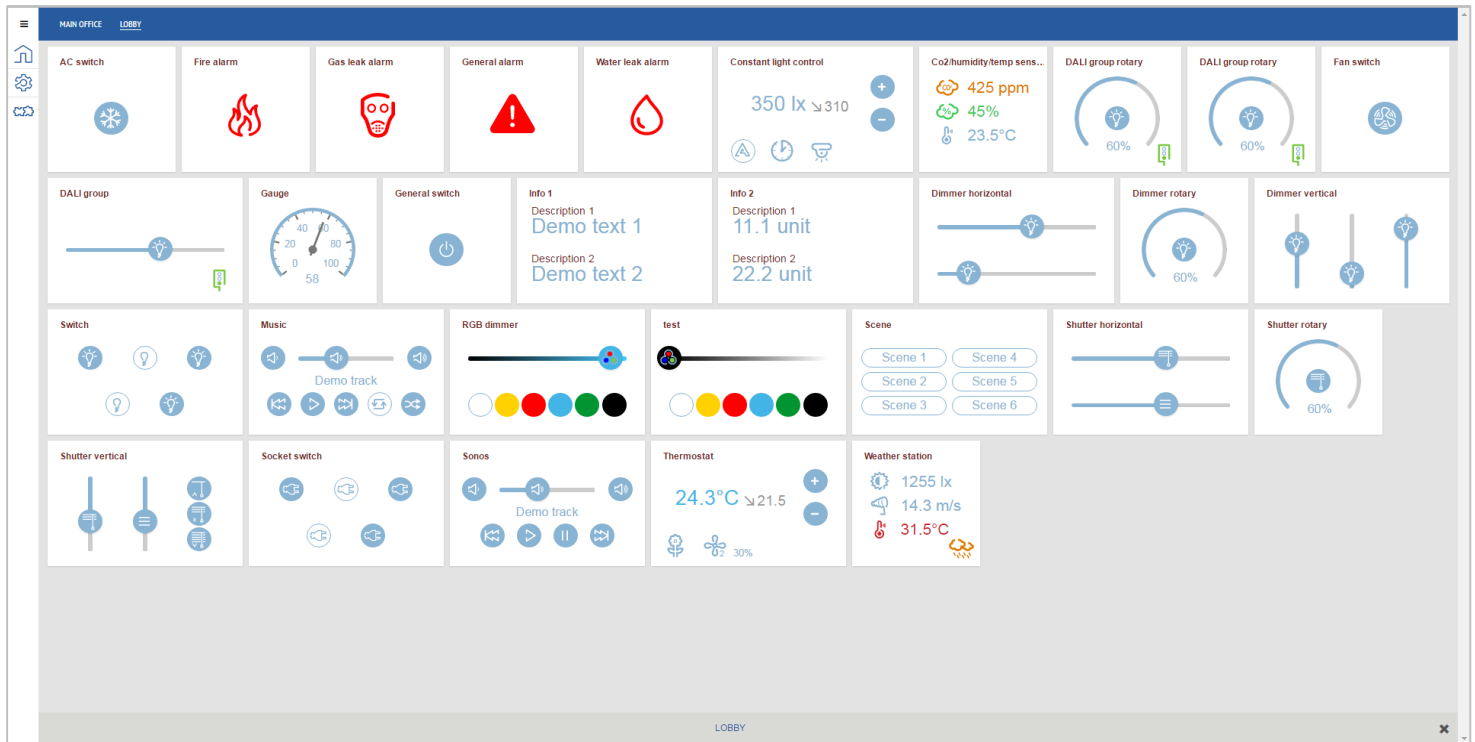 MAIN OFFICE LOBBY
AC switch
Fire alarm
Gas leak alarm
General alarm
Water leak alarm
Constant light control
350 lx ↘310
+
−
A
Co2/humidity/temp sens...
CO
425 ppm
%
45%
23.5°C
DALI group rotary
60%
DALI group rotary
60%
Fan switch
DALI group
Gauge
0
20
40
60
80
100
58
General switch
Info 1
Description 1
Demo text 1
Description 2
Demo text 2
Info 2
Description 1
11.1 unit
Description 2
22.2 unit
Dimmer horizontal
Dimmer rotary
60%
Dimmer vertical
Switch
Music
Demo track
RGB dimmer
test
Scene
Scene 1 Scene 4
Scene 2 Scene 5
Scene 3 Scene 6
Shutter horizontal
Shutter rotary
60%
Shutter vertical
Socket switch
Sonos
Demo track
Thermostat
24.3°C ↘21.5
+
−
2 30%
Weather station
1255 lx
14.3 m/s
31.5°C
LOBBY